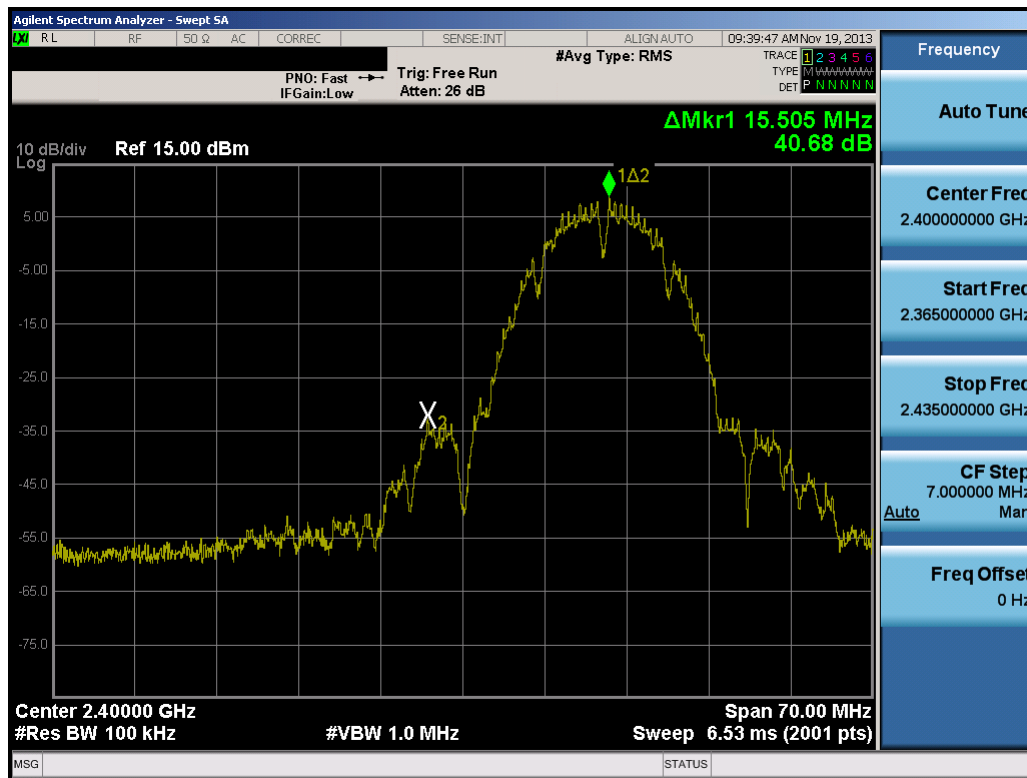 Agilent Spectrum Analyzer - Swept SA
LXI RL RF 50 Ω AC CORREC SENSE:INT ALIGN AUTO 09:39:47 AM Nov 19, 2013
#Avg Type: RMS
TRACE 1 2 3 4 5 6
TYPE M WWWWW
DET P N N N N N
PNO: Fast Trig: Free Run
IFGain:Low Atten: 26 dB
ΔMkr1 15.505 MHz
40.68 dB
10 dB/div Ref 15.00 dBm
Log
1Δ2
5.00
-5.00
-15.0
-25.0
-35.0
X2
-45.0
-55.0
-65.0
-75.0
Center 2.40000 GHz Span 70.00 MHz
#Res BW 100 kHz #VBW 1.0 MHz Sweep 6.53 ms (2001 pts)
MSG STATUS
Frequency
Auto Tune
Center Freq
2.400000000 GHz
Start Freq
2.365000000 GHz
Stop Freq
2.435000000 GHz
CF Step
7.000000 MHz
Auto Man
Freq Offset
0 Hz